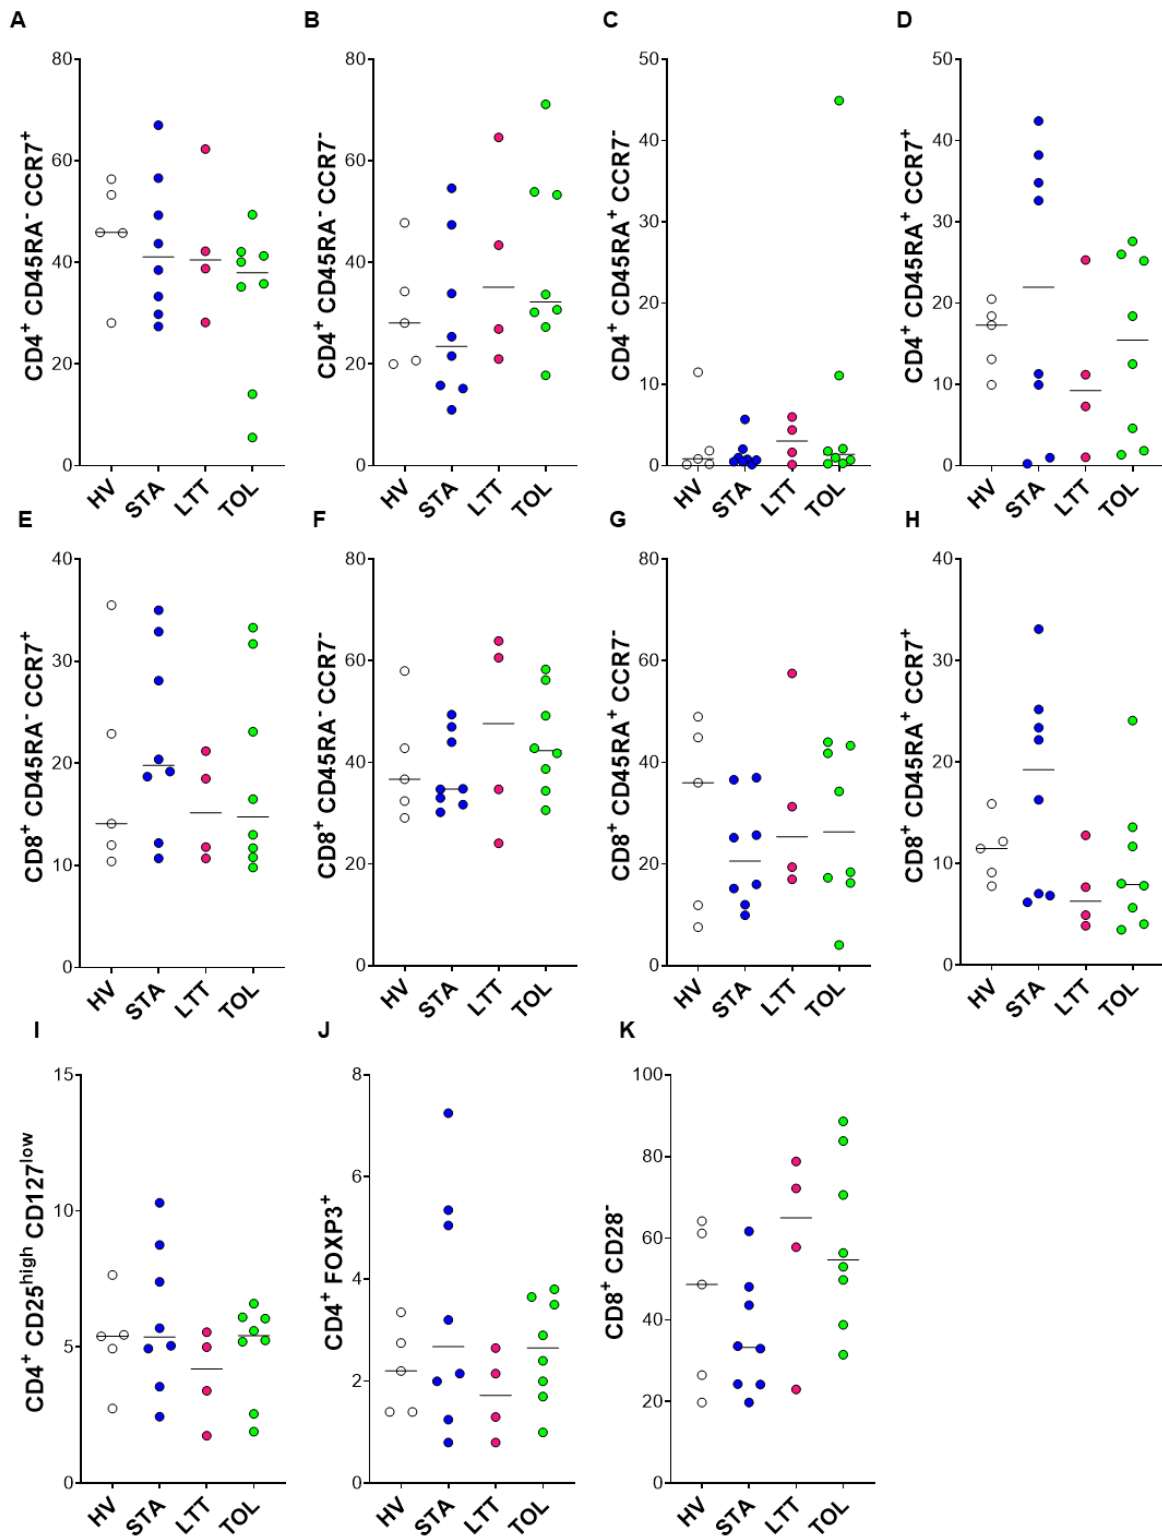 A
B
C
D
80
60
40
20
0
CD4⁺ CD45RA⁻ CCR7⁺
HV
STA
LTT
TOL
80
60
40
20
0
CD4⁺ CD45RA⁻ CCR7⁻
HV
STA
LTT
TOL
50
40
30
20
10
0
CD4⁺ CD45RA⁺ CCR7⁻
HV
STA
LTT
TOL
50
40
30
20
10
0
CD4⁺ CD45RA⁺ CCR7⁺
HV
STA
LTT
TOL
E
F
G
H
40
30
20
10
0
CD8⁺ CD45RA⁻ CCR7⁺
HV
STA
LTT
TOL
80
60
40
20
0
CD8⁺ CD45RA⁻ CCR7⁻
HV
STA
LTT
TOL
80
60
40
20
0
CD8⁺ CD45RA⁺ CCR7⁻
HV
STA
LTT
TOL
40
30
20
10
0
CD8⁺ CD45RA⁺ CCR7⁺
HV
STA
LTT
TOL
I
J
K
15
10
5
0
CD4⁺ CD25ʰⁱᵍʰ CD127ˡᵒʷ
HV
STA
LTT
TOL
8
6
4
2
0
CD4⁺ FOXP3⁺
HV
STA
LTT
TOL
100
80
60
40
20
0
CD8⁺ CD28⁻
HV
STA
LTT
TOL